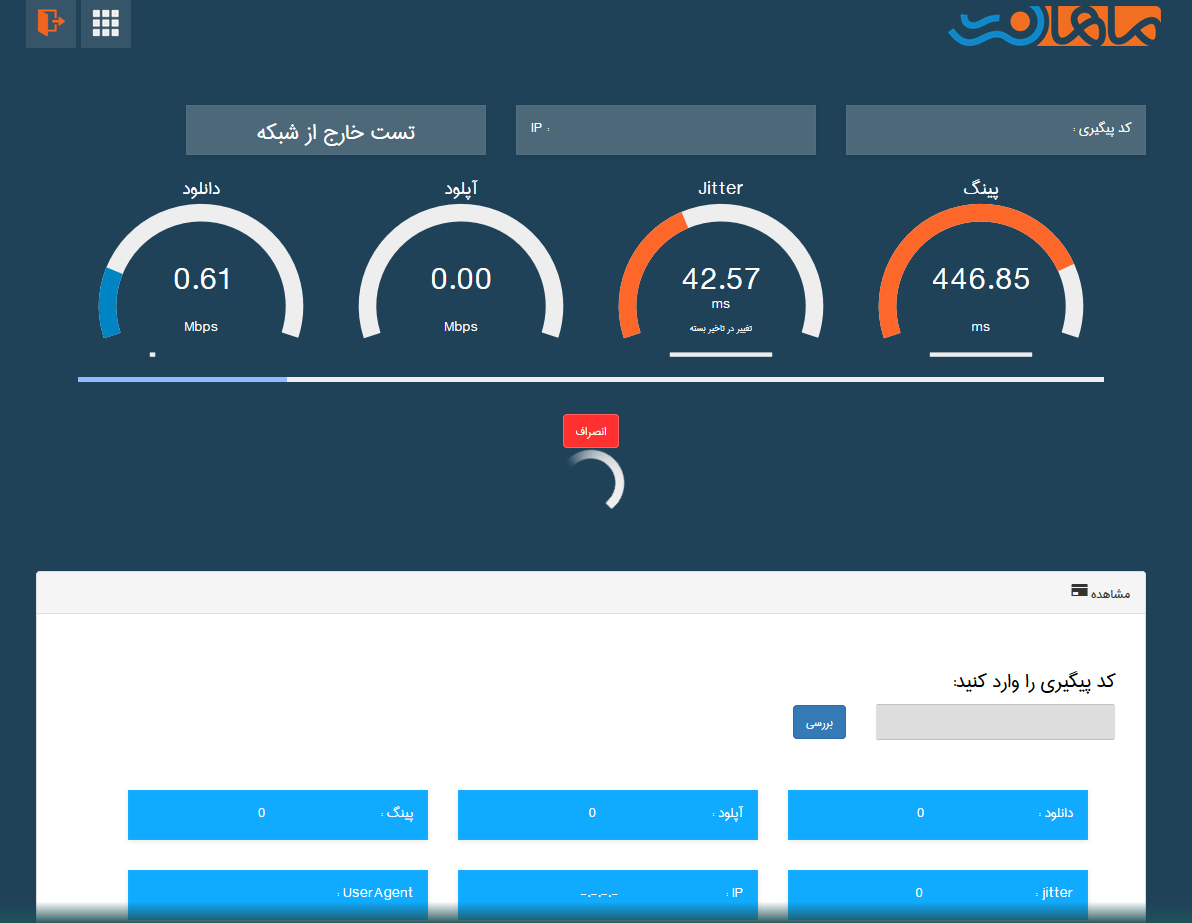 ماهان نت
کد پیگیری :
IP :
تست خارج از شبکه
پینگ
446.85
ms
Jitter
42.57
ms
تغییر در تاخیر بسته
آپلود
0.00
Mbps
دانلود
0.61
Mbps
انصراف
مشاهده
کد پیگیری را وارد کنید:
بررسی
دانلود : 0
آپلود : 0
پینگ : 0
jitter : 0
IP : -.-.-.-
UserAgent :